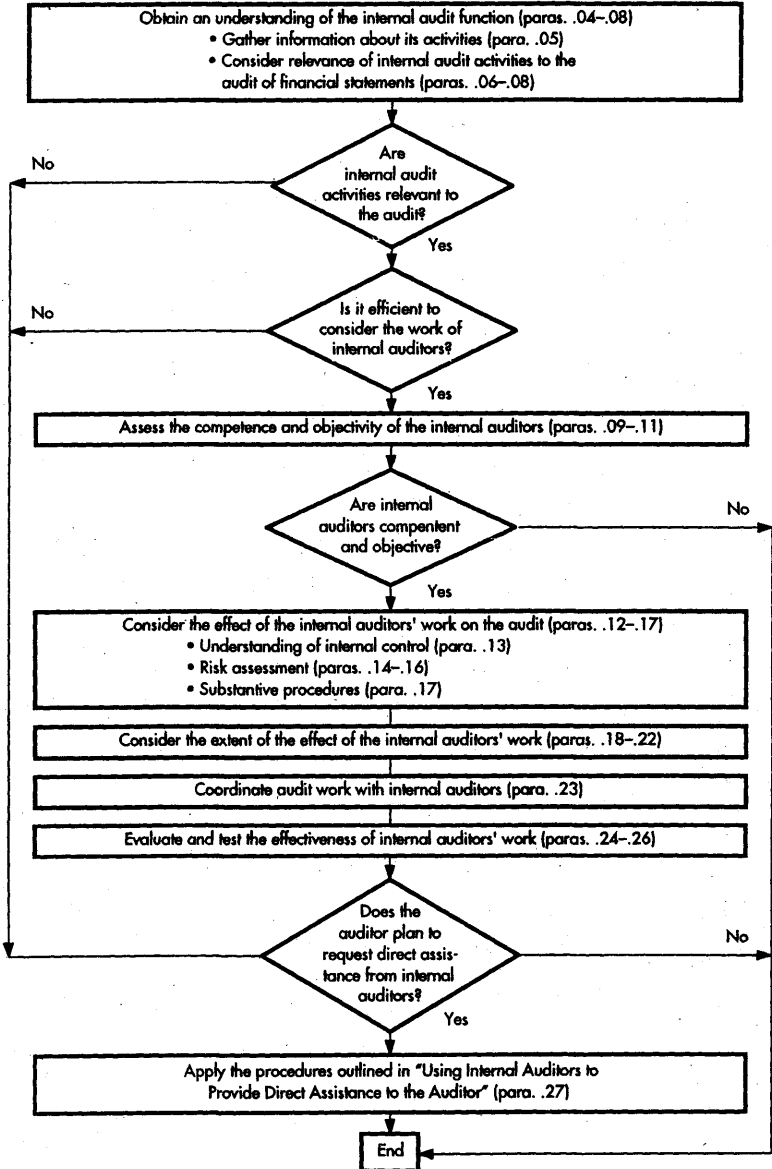 Obtain an understanding of the internal audit function (paras. .04–.08)
• Gather information about its activities (para. .05)
• Consider relevance of internal audit activities to the
audit of financial statements (paras. .06–.08)
No
Are
internal audit
activities relevant to
the audit?
Yes
No
Is it efficient to
consider the work of
internal auditors?
Yes
Assess the competence and objectivity of the internal auditors (paras. .09–.11)
Are internal
auditors compentent
and objective?
No
Yes
Consider the effect of the internal auditors' work on the audit (paras. .12–.17)
• Understanding of internal control (para. .13)
• Risk assessment (paras. .14–.16)
• Substantive procedures (para. .17)
Consider the extent of the effect of the internal auditors' work (paras. .18–.22)
Coordinate audit work with internal auditors (para. .23)
Evaluate and test the effectiveness of internal auditors' work (paras. .24–.26)
Does the
auditor plan to
request direct assis-
tance from internal
auditors?
No
Yes
Apply the procedures outlined in "Using Internal Auditors to
Provide Direct Assistance to the Auditor" (para. .27)
End